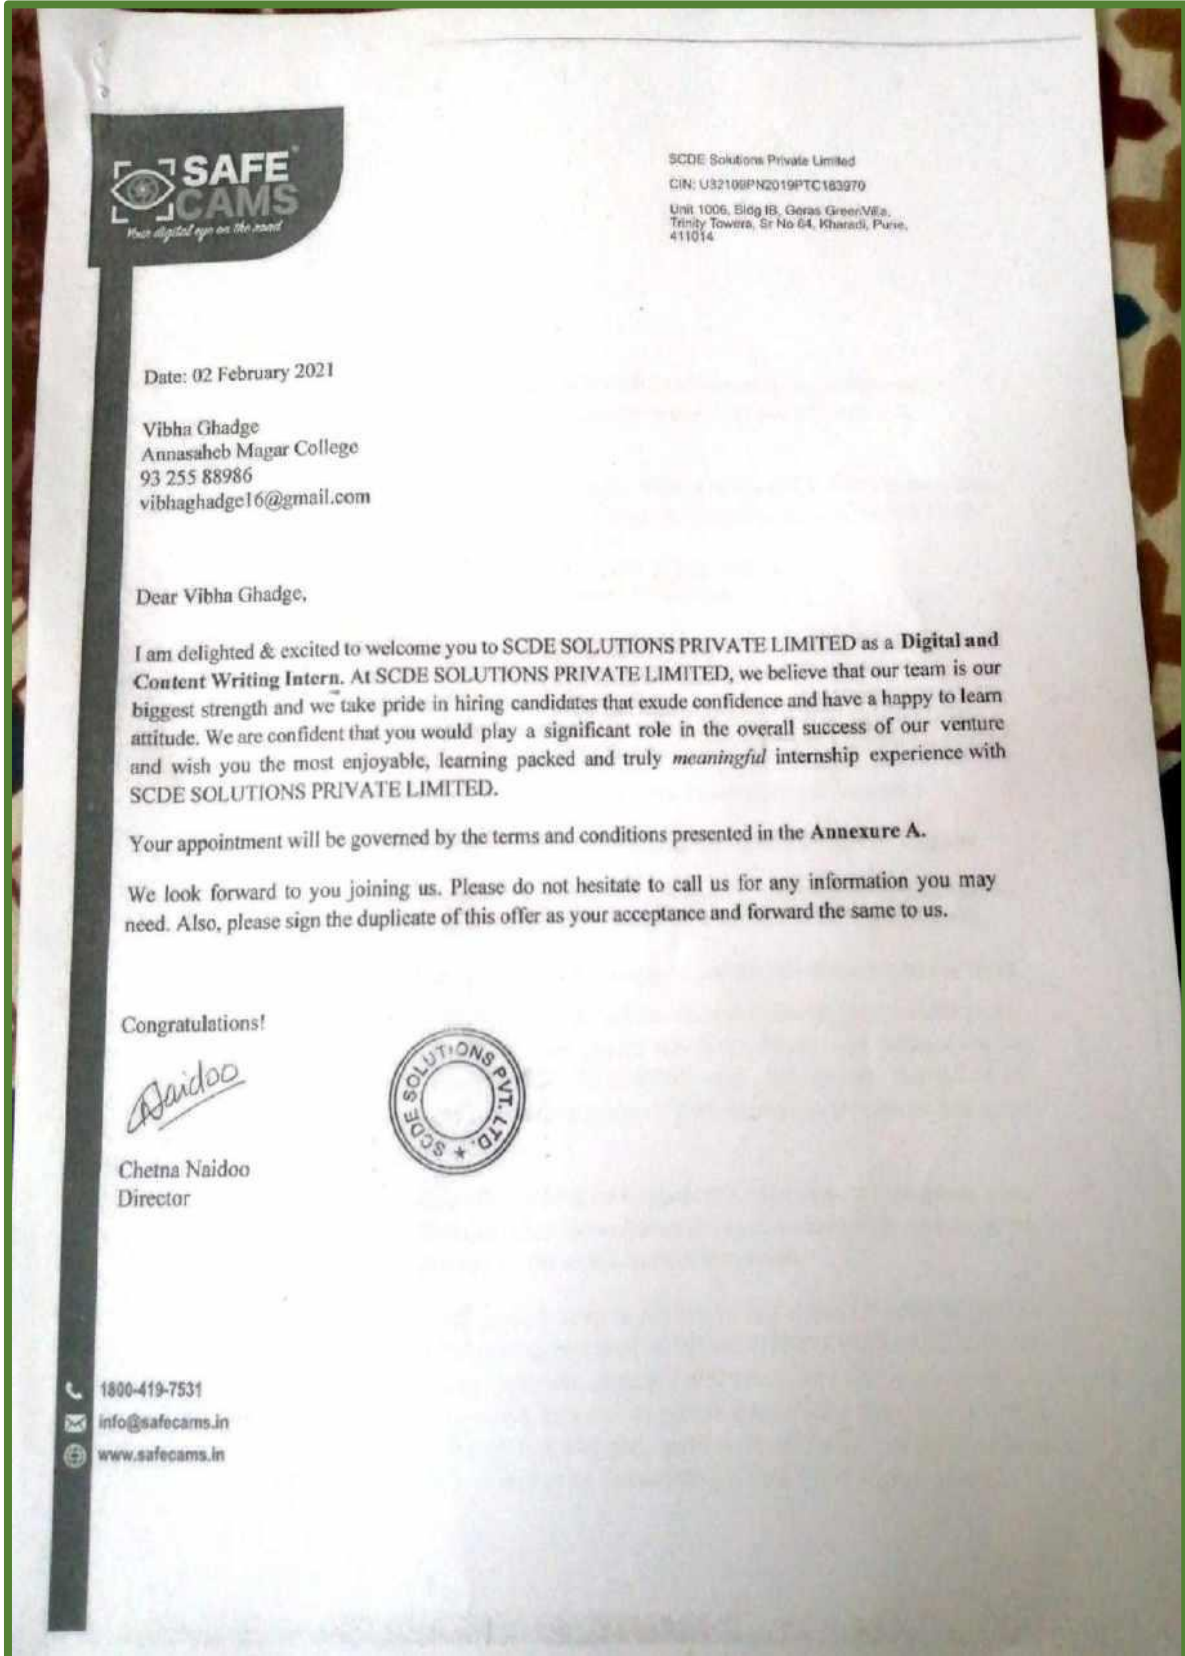 SAFE
CAMS
Your digital eye on the road
SCDE Solutions Private Limited
CIN: U32109PN2019PTC183970
Unit 1006, Bldg IB, Geras GreenVille,
Trinity Towers, Sr No 64, Kharadi, Pune,
411014
Date: 02 February 2021
Vibha Ghadge
Annasaheb Magar College
93 255 88986
vibhaghadge16@gmail.com
Dear Vibha Ghadge,
I am delighted & excited to welcome you to SCDE SOLUTIONS PRIVATE LIMITED as a Digital and
Content Writing Intern. At SCDE SOLUTIONS PRIVATE LIMITED, we believe that our team is our
biggest strength and we take pride in hiring candidates that exude confidence and have a happy to learn
attitude. We are confident that you would play a significant role in the overall success of our venture
and wish you the most enjoyable, learning packed and truly meaningful internship experience with
SCDE SOLUTIONS PRIVATE LIMITED.
Your appointment will be governed by the terms and conditions presented in the Annexure A.
We look forward to you joining us. Please do not hesitate to call us for any information you may
need. Also, please sign the duplicate of this offer as your acceptance and forward the same to us.
Congratulations!
CNaidoo
SCDE SOLUTIONS PVT. LTD. ★
Chetna Naidoo
Director
1800-419-7531
info@safecams.in
www.safecams.in